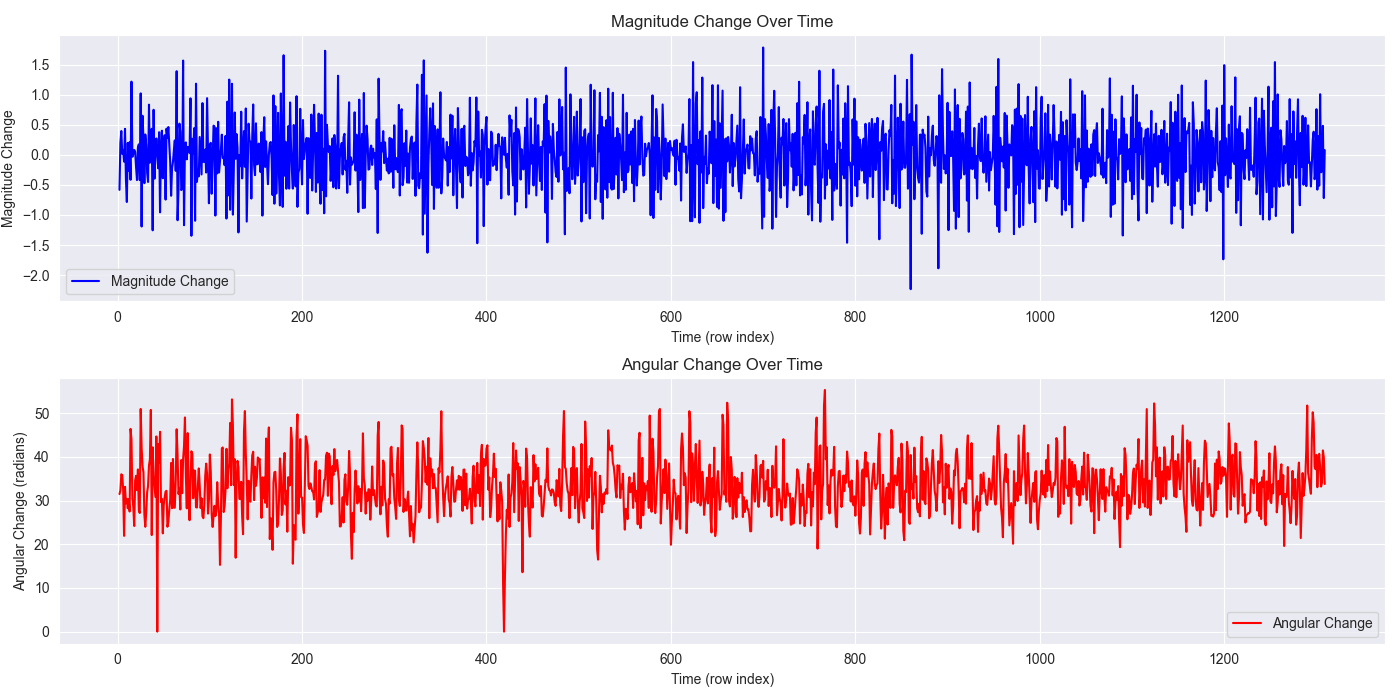 Magnitude Change Over Time
Magnitude Change
1.5
1.0
0.5
0.0
−0.5
−1.0
−1.5
−2.0
Magnitude Change
0 200 400 600 800 1000 1200
Time (row index)
Angular Change Over Time
Angular Change (radians)
50
40
30
20
10
0
Angular Change
0 200 400 600 800 1000 1200
Time (row index)